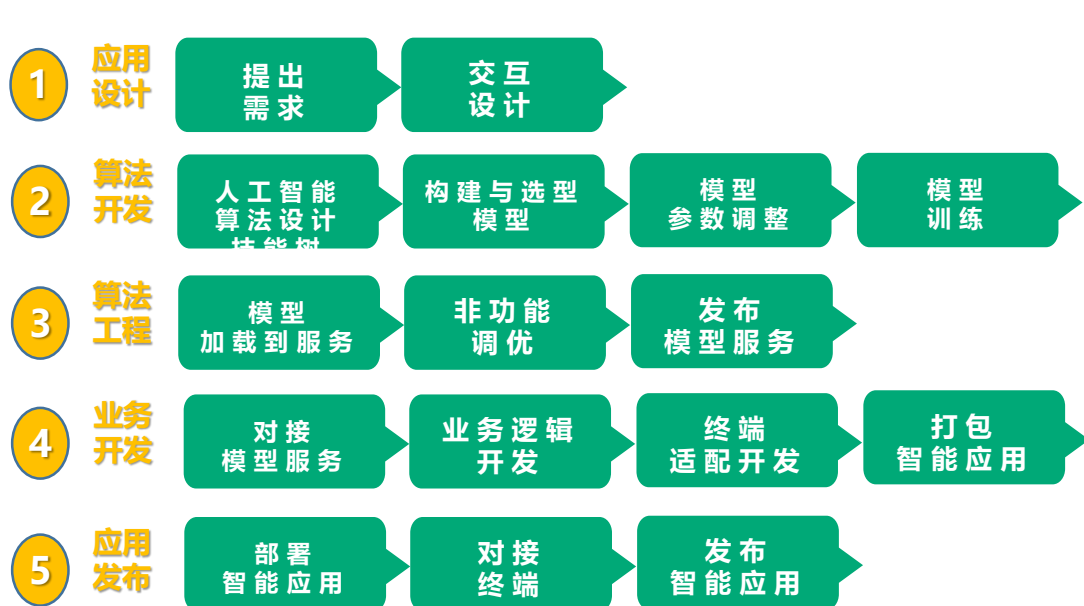 1
应用
设计
提出
需求
交互
设计
2
算法
开发
人工智能
算法设计
技能树
构建与选型
模型
模型
参数调整
模型
训练
3
算法
工程
模型
加载到服务
非功能
调优
发布
模型服务
4
业务
开发
对接
模型服务
业务逻辑
开发
终端
适配开发
打包
智能应用
5
应用
发布
部署
智能应用
对接
终端
发布
智能应用